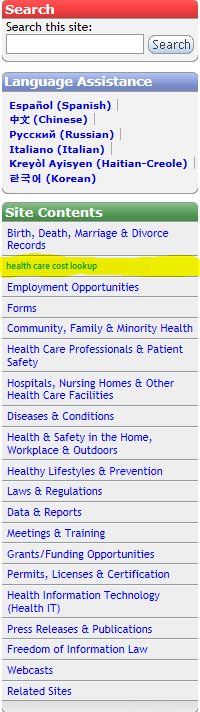 Search
Search this site:
Search
Language Assistance
Español (Spanish)
中文 (Chinese)
Русский (Russian)
Italiano (Italian)
Kreyòl Ayisyen (Haitian-Creole)
한국어 (Korean)
Site Contents
Birth, Death, Marriage & Divorce
Records
health care cost lookup
Employment Opportunities
Forms
Community, Family & Minority Health
Health Care Professionals & Patient
Safety
Hospitals, Nursing Homes & Other
Health Care Facilities
Diseases & Conditions
Health & Safety in the Home,
Workplace & Outdoors
Healthy Lifestyles & Prevention
Laws & Regulations
Data & Reports
Meetings & Training
Grants/Funding Opportunities
Permits, Licenses & Certification
Health Information Technology
(Health IT)
Press Releases & Publications
Freedom of Information Law
Webcasts
Related Sites